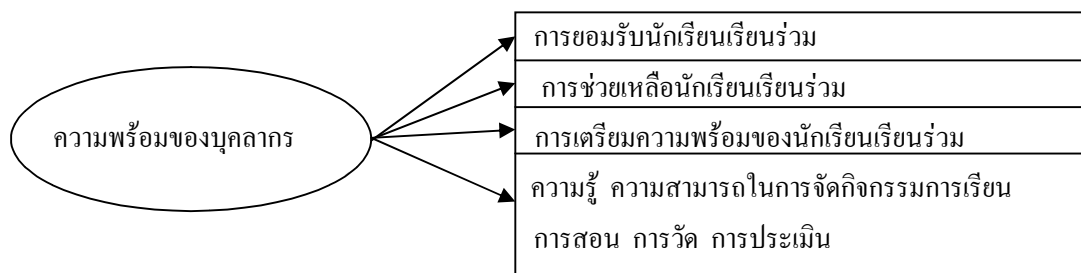 การยอมรับนักเรียนเรียนร่วม
การช่วยเหลือนักเรียนเรียนร่วม
ความพร้อมของบุคลากร
การเตรียมความพร้อมของนักเรียนเรียนร่วม
ความรู้ ความสามารถในการจัดกิจกรรมการเรียน
การสอน การวัด การประเมิน